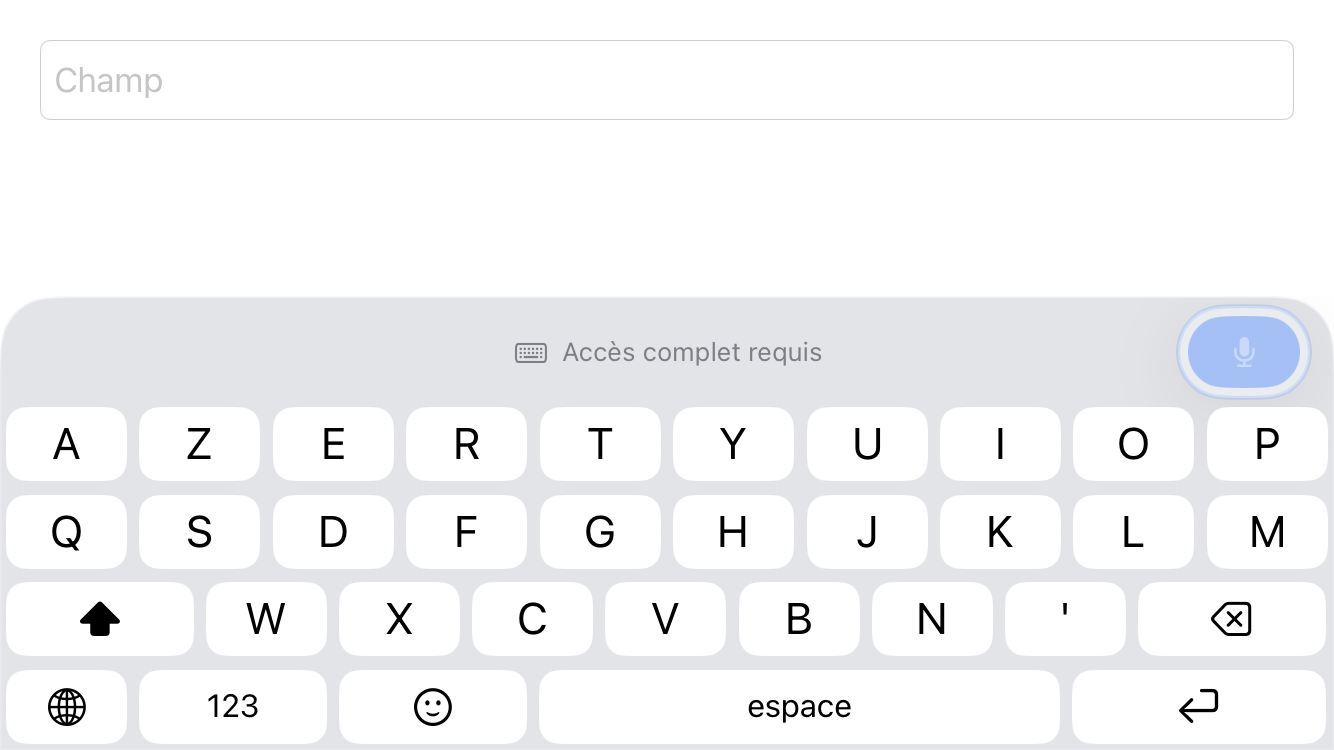 Champ
Accès complet requis
A Z E R T Y U I O P
Q S D F G H J K L M
W X C V B N '
123 espace